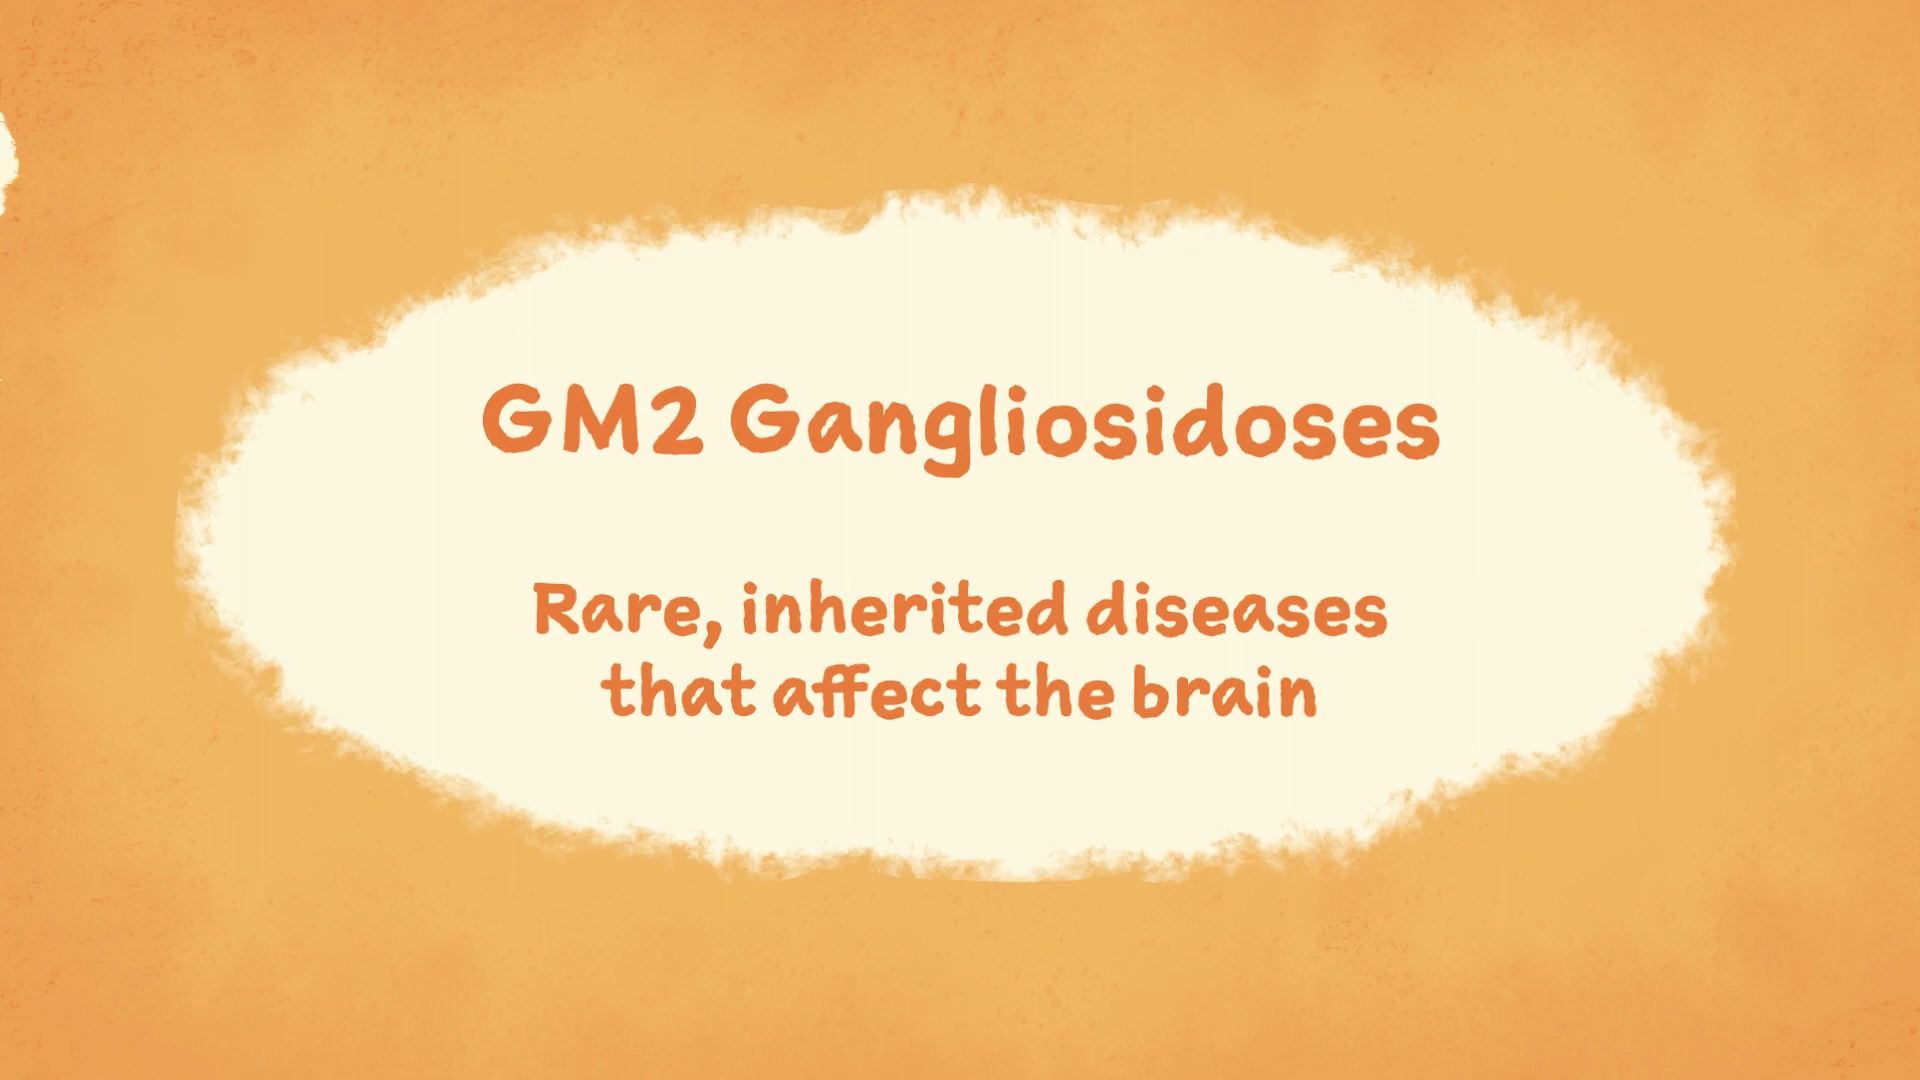 GM2 Gangliosidoses
Rare, inherited diseases
that affect the brain